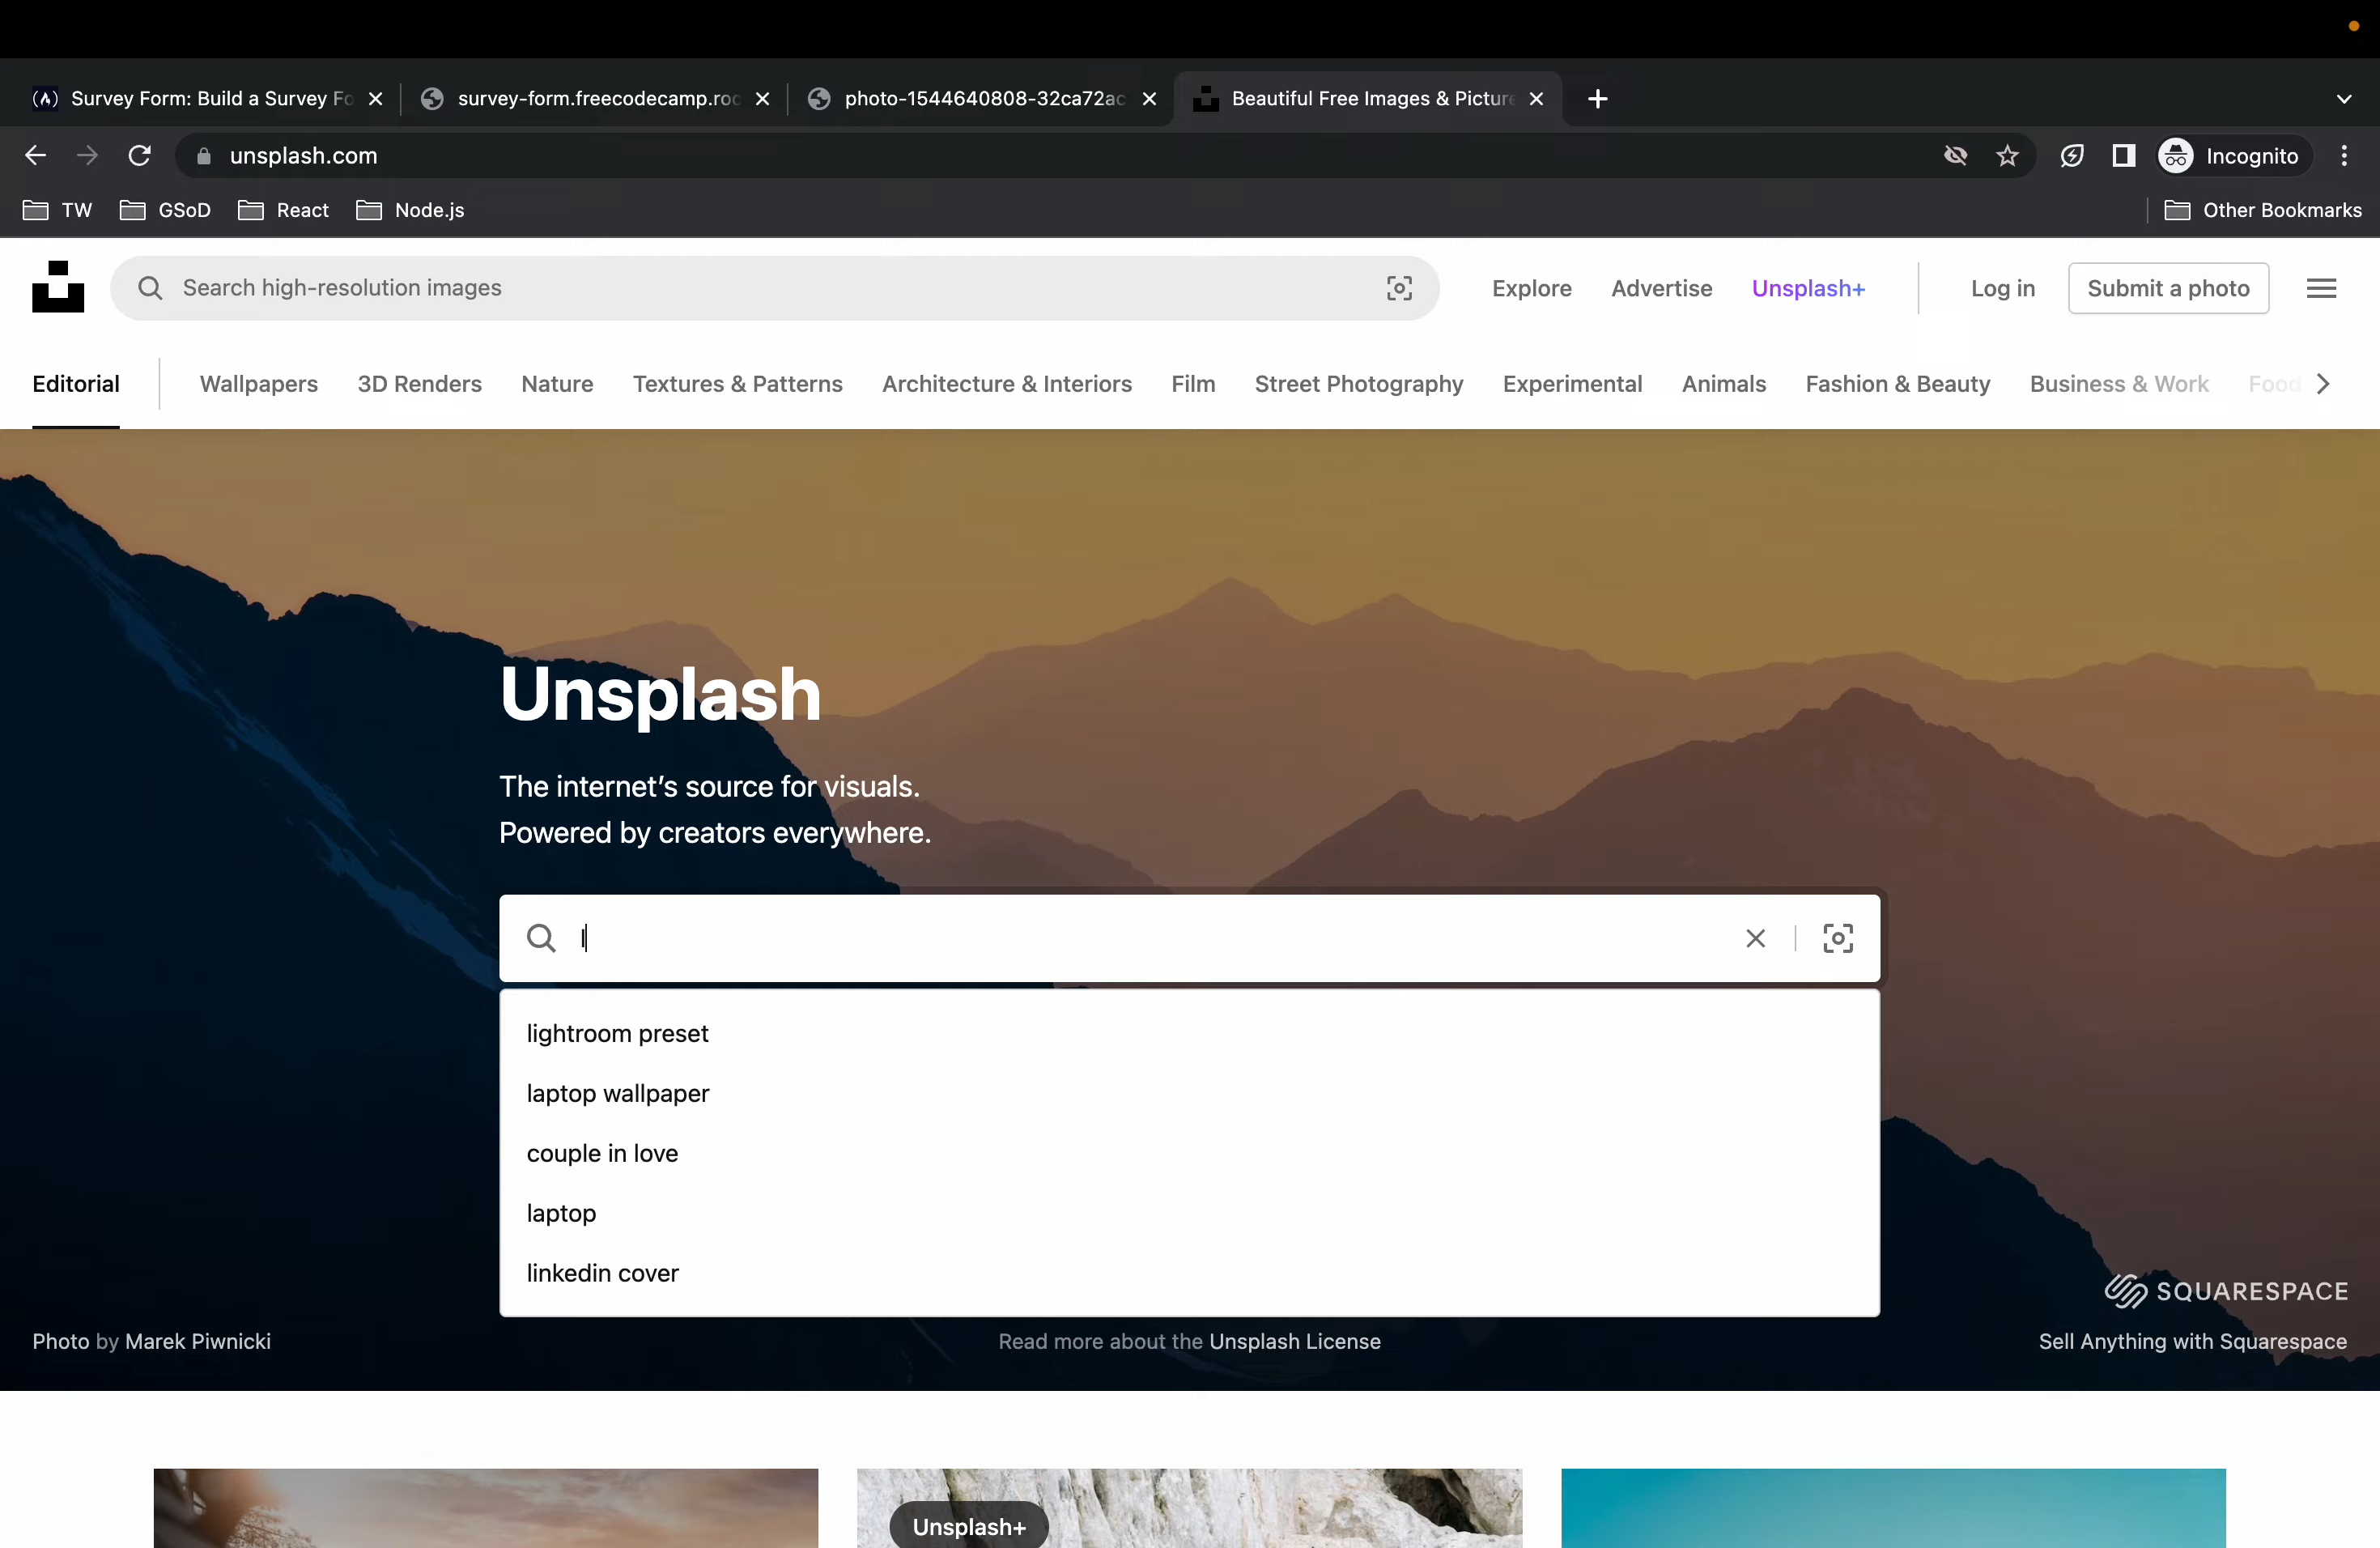 Survey Form: Build a Survey Fo
survey-form.freecodecamp.roc
photo-1544640808-32ca72ac
Beautiful Free Images & Picture
unsplash.com
Incognito
TW
GSoD
React
Node.js
Other Bookmarks
Search high-resolution images
Explore
Advertise
Unsplash+
Log in
Submit a photo
Editorial
Wallpapers
3D Renders
Nature
Textures & Patterns
Architecture & Interiors
Film
Street Photography
Experimental
Animals
Fashion & Beauty
Business & Work
Food
Unsplash
The internet's source for visuals.
Powered by creators everywhere.
l
lightroom preset
laptop wallpaper
couple in love
laptop
linkedin cover
SQUARESPACE
Photo by Marek Piwnicki
Read more about the Unsplash License
Sell Anything with Squarespace
Unsplash+